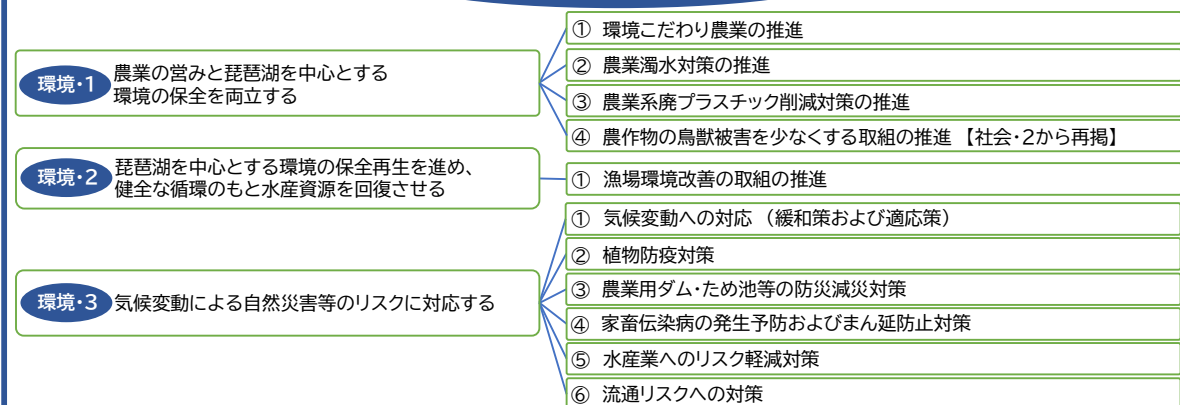 環境・1
農業の営みと琵琶湖を中心とする
環境の保全を両立する
① 環境こだわり農業の推進
② 農業濁水対策の推進
③ 農業系廃プラスチック削減対策の推進
④ 農作物の鳥獣被害を少なくする取組の推進 【社会・2から再掲】
環境・2
琵琶湖を中心とする環境の保全再生を進め、
健全な循環のもと水産資源を回復させる
① 漁場環境改善の取組の推進
環境・3
気候変動による自然災害等のリスクに対応する
① 気候変動への対応 (緩和策および適応策)
② 植物防疫対策
③ 農業用ダム・ため池等の防災減災対策
④ 家畜伝染病の発生予防およびまん延防止対策
⑤ 水産業へのリスク軽減対策
⑥ 流通リスクへの対策